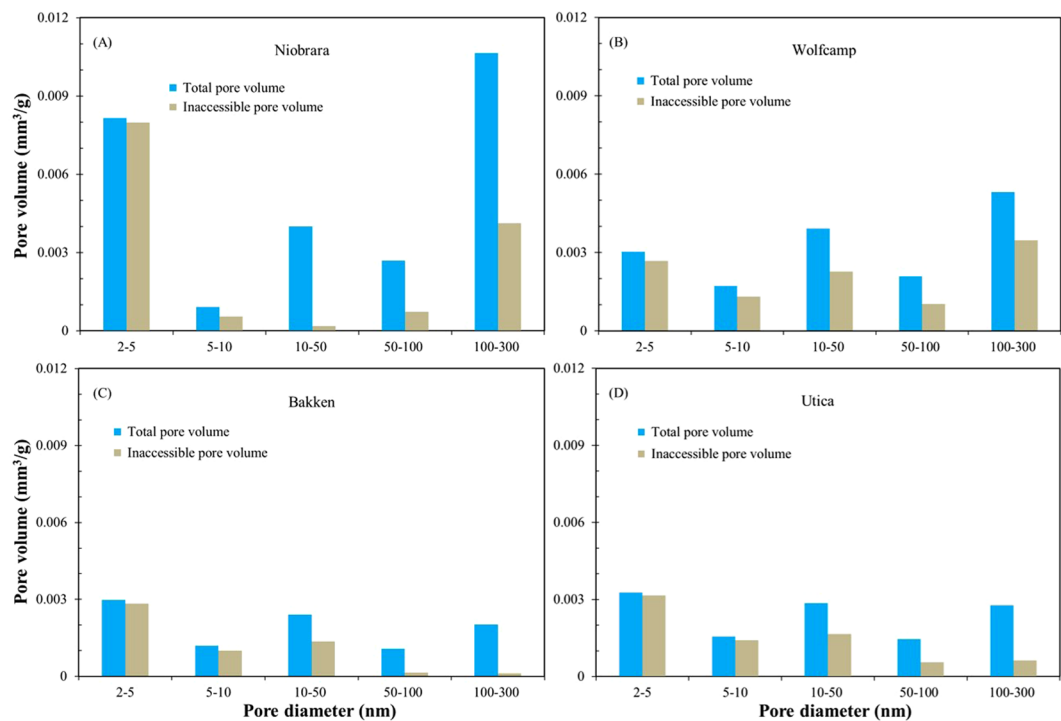 (A)
Niobrara
Total pore volume
Inaccessible pore volume
Pore volume (mm³/g)
0.012
0.009
0.006
0.003
0
2-5 5-10 10-50 50-100 100-300
(B)
Wolfcamp
Total pore volume
Inaccessible pore volume
0.012
0.009
0.006
0.003
0
2-5 5-10 10-50 50-100 100-300
(C)
Bakken
Total pore volume
Inaccessible pore volume
Pore volume (mm³/g)
0.012
0.009
0.006
0.003
0
2-5 5-10 10-50 50-100 100-300
Pore diameter (nm)
(D)
Utica
Total pore volume
Inaccessible pore volume
0.012
0.009
0.006
0.003
0
2-5 5-10 10-50 50-100 100-300
Pore diameter (nm)